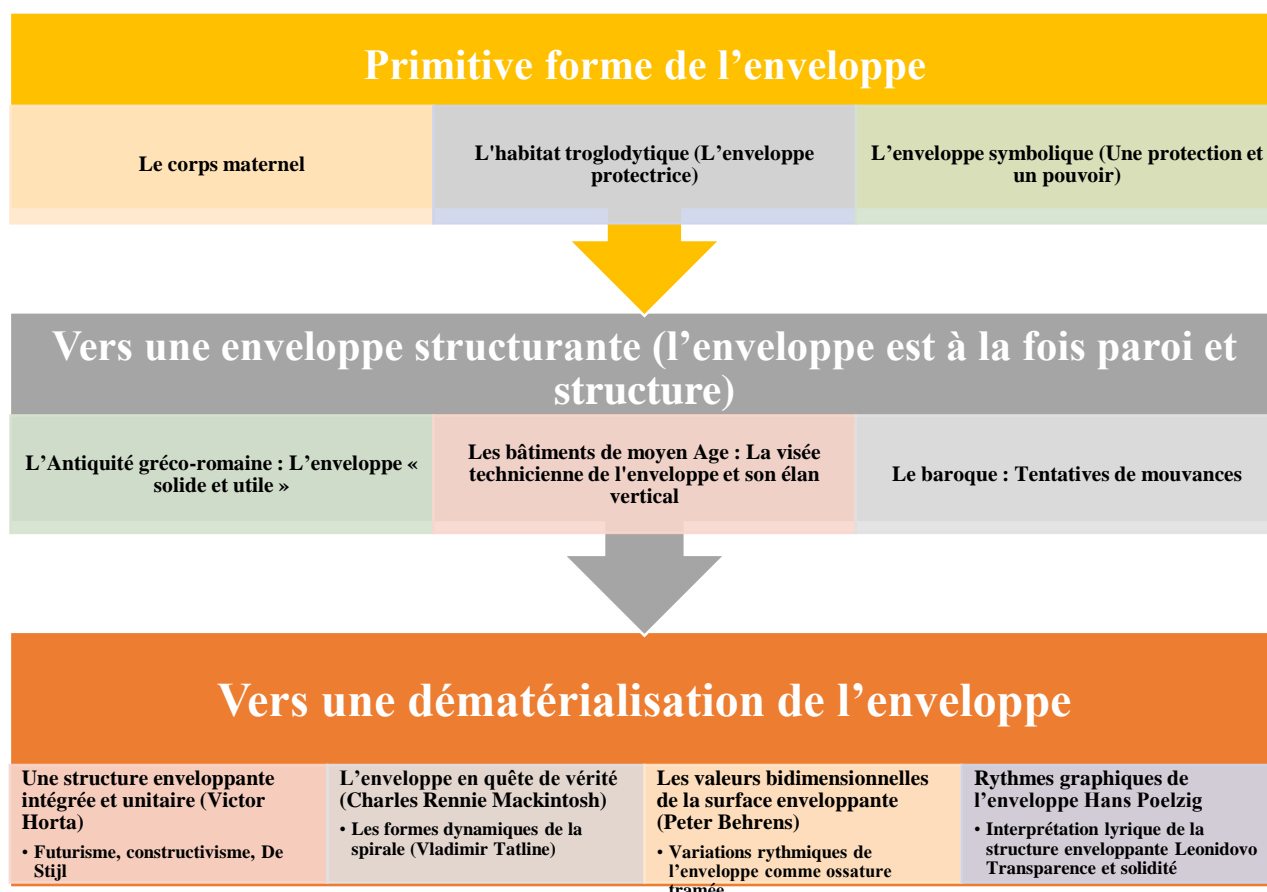 Primitive forme de l’enveloppe
Le corps maternel
L'habitat troglodytique (L’enveloppe
protectrice)
L’enveloppe symbolique (Une protection et
un pouvoir)
Vers une enveloppe structurante (l’enveloppe est à la fois paroi et
structure)
L’Antiquité gréco-romaine : L’enveloppe «
solide et utile »
Les bâtiments de moyen Age : La visée
technicienne de l'enveloppe et son élan
vertical
Le baroque : Tentatives de mouvances
Vers une dématérialisation de l’enveloppe
Une structure enveloppante
intégrée et unitaire (Victor
Horta)
• Futurisme, constructivisme, De
Stijl
L’enveloppe en quête de vérité
(Charles Rennie Mackintosh)
• Les formes dynamiques de la
spirale (Vladimir Tatline)
Les valeurs bidimensionnelles
de la surface enveloppante
(Peter Behrens)
• Variations rythmiques de
l’enveloppe comme ossature
tramée
Rythmes graphiques de
l’enveloppe Hans Poelzig
• Interprétation lyrique de la
structure enveloppante Leonidovo
Transparence et solidité